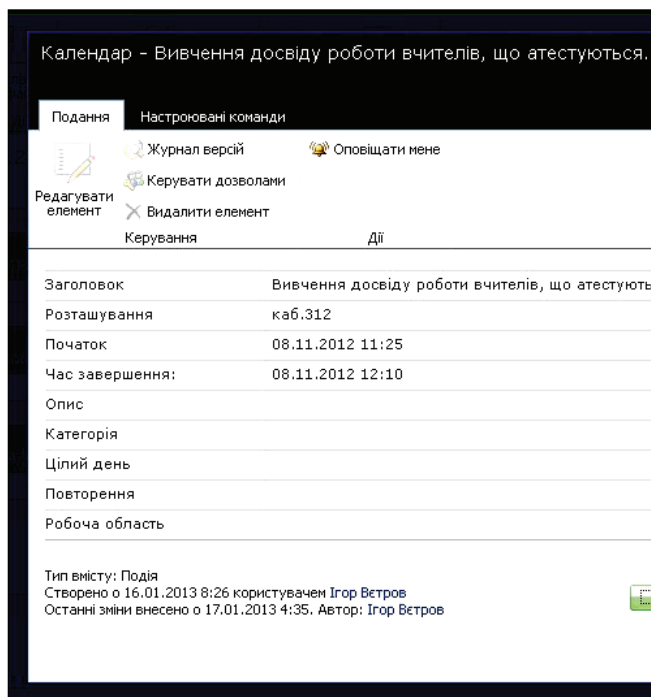 Календар - Вивчення досвіду роботи вчителів, що атестуються.
Подання Настроювані команди
Журнал версій Оповіщати мене
Керувати дозволами
Редагувати елемент
Видалити елемент
Керування Дії
Заголовок Вивчення досвіду роботи вчителів, що атестують
Розташування каб.312
Початок 08.11.2012 11:25
Час завершення: 08.11.2012 12:10
Опис
Категорія
Цілий день
Повторення
Робоча область
Тип вмісту: Подія
Створено о 16.01.2013 8:26 користувачем Ігор Вєтров
Останні зміни внесено о 17.01.2013 4:35. Автор: Ігор Вєтров